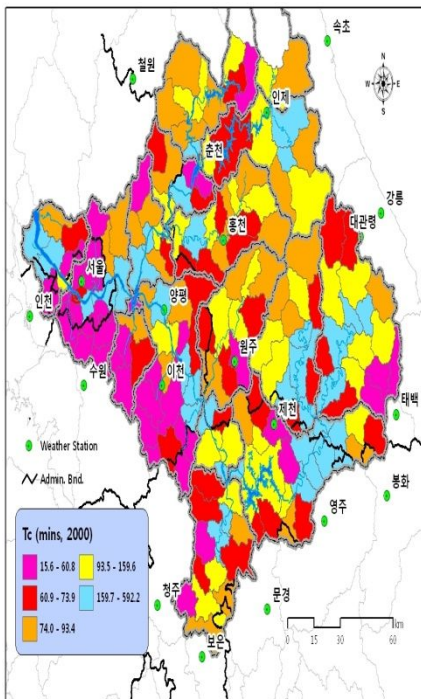 속초
철원
N
W E
S
인제
춘천
강릉
대관령
홍천
서울
인천
양평
원주
수원
이천
제천
태백
Weather Station
Admin. Bnd.
봉화
영주
Tc (mins, 2000)
15.6 - 60.8 93.5 - 159.6
60.9 - 73.9 159.7 - 592.2
74.0 - 93.4
청주
문경
보은
km
0 15 30 60